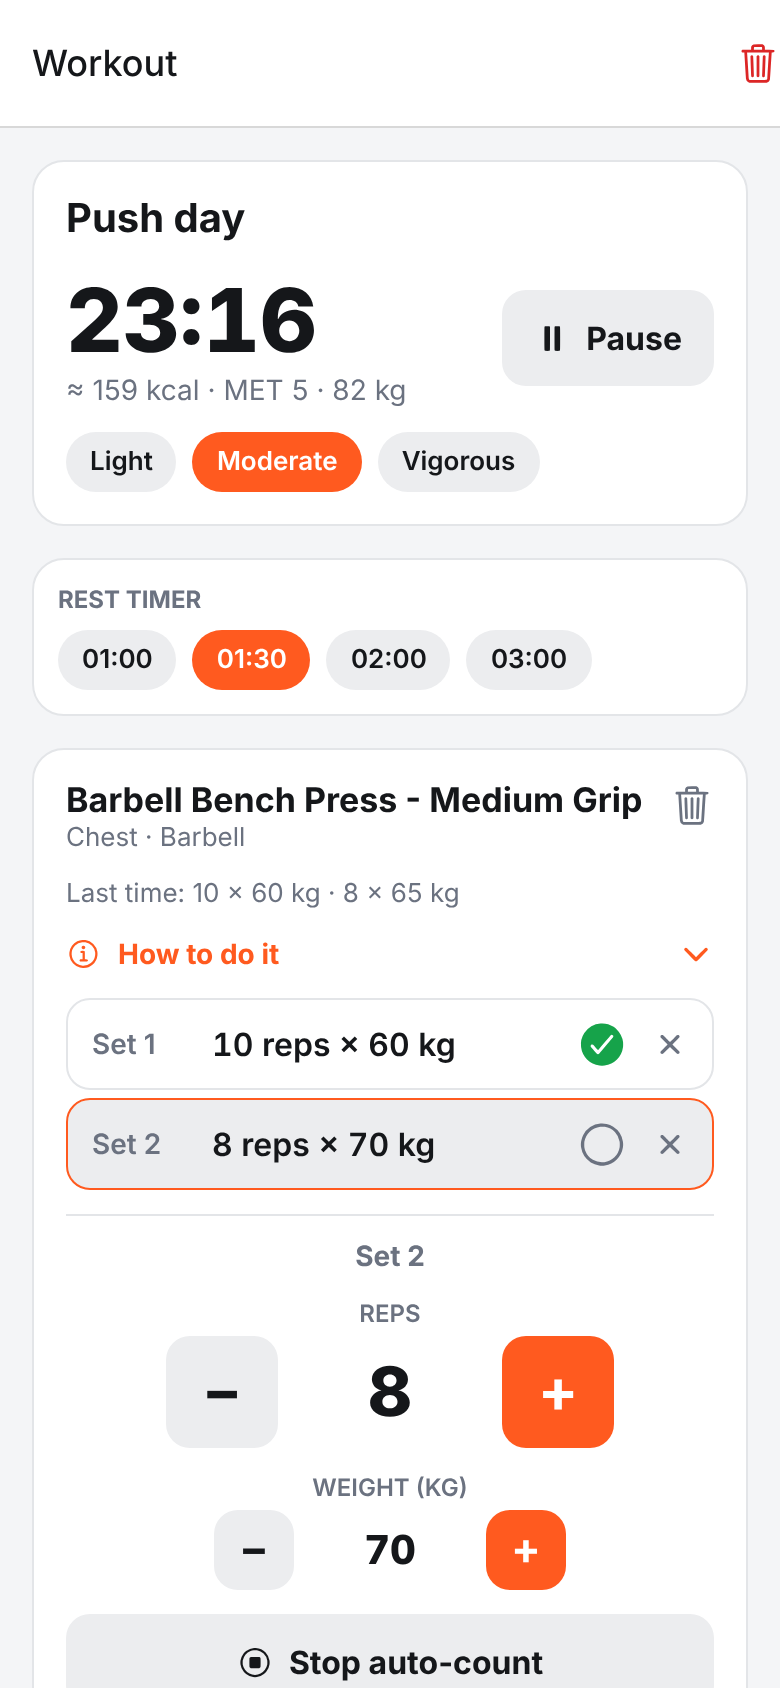 Workout
Push day
23:16
Pause
≈ 159 kcal · MET 5 · 82 kg
Light Moderate Vigorous
REST TIMER
01:00 01:30 02:00 03:00
Barbell Bench Press - Medium Grip
Chest · Barbell
Last time: 10 × 60 kg · 8 × 65 kg
How to do it
Set 1 10 reps × 60 kg
Set 2 8 reps × 70 kg
Set 2
REPS
− 8 +
WEIGHT (KG)
− 70 +
Stop auto-count